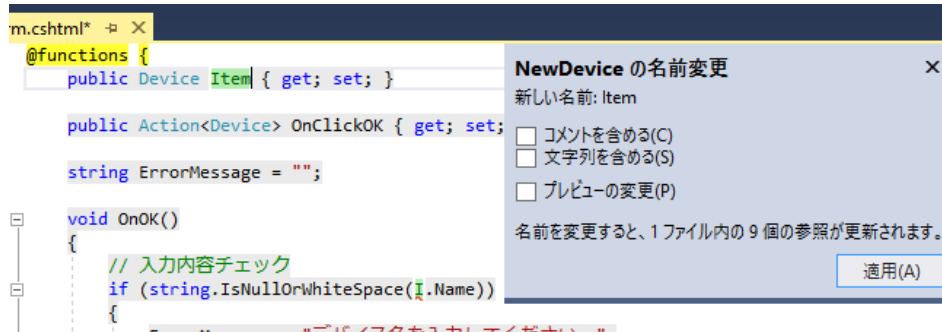 rm.cshtml*
@functions {
public Device Item { get; set; }
public Action<Device> OnClickOK { get; set;
string ErrorMessage = "";
void OnOK()
{
// 入力内容チェック
if (string.IsNullOrWhiteSpace(I.Name))
{
NewDevice の名前変更
新しい名前: Item
コメントを含める(C)
文字列を含める(S)
プレビューの変更(P)
名前を変更すると、1 ファイル内の 9 個の参照が更新されます。
適用(A)